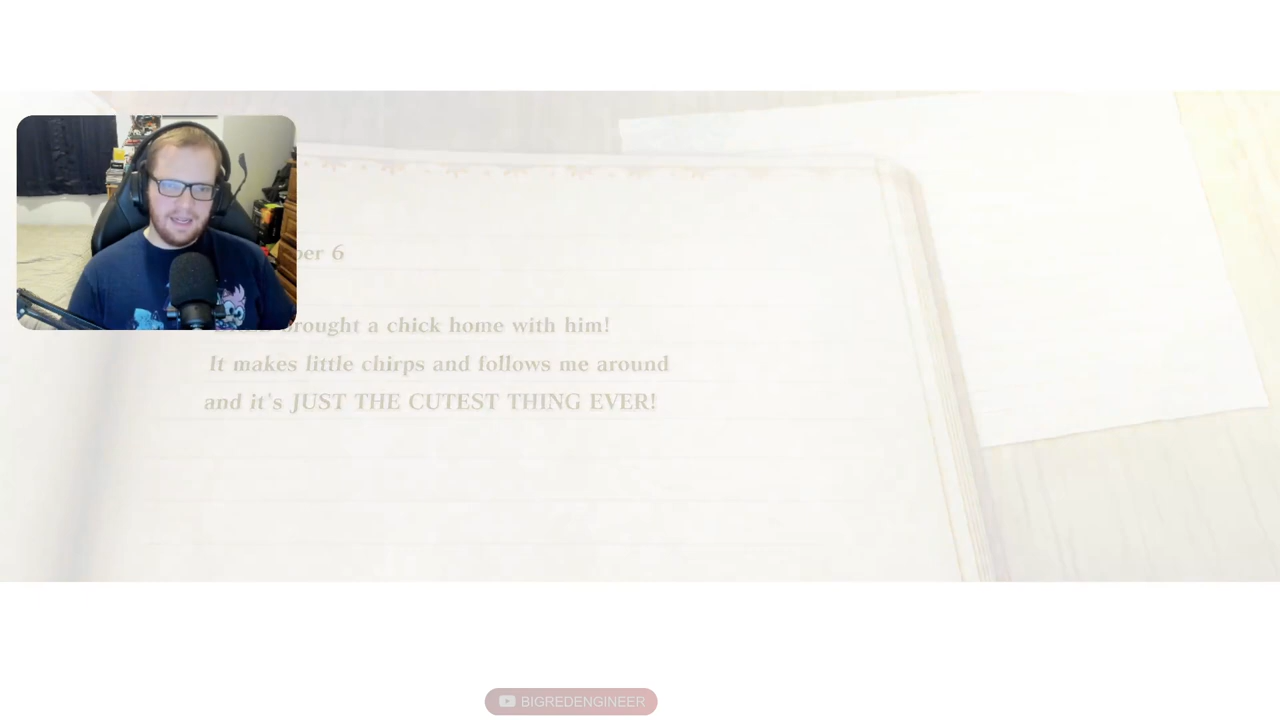 6
brought a chick home with him!
It makes little chirps and follows me around
and it's JUST THE CUTEST THING EVER!
BIGREDENGINEER